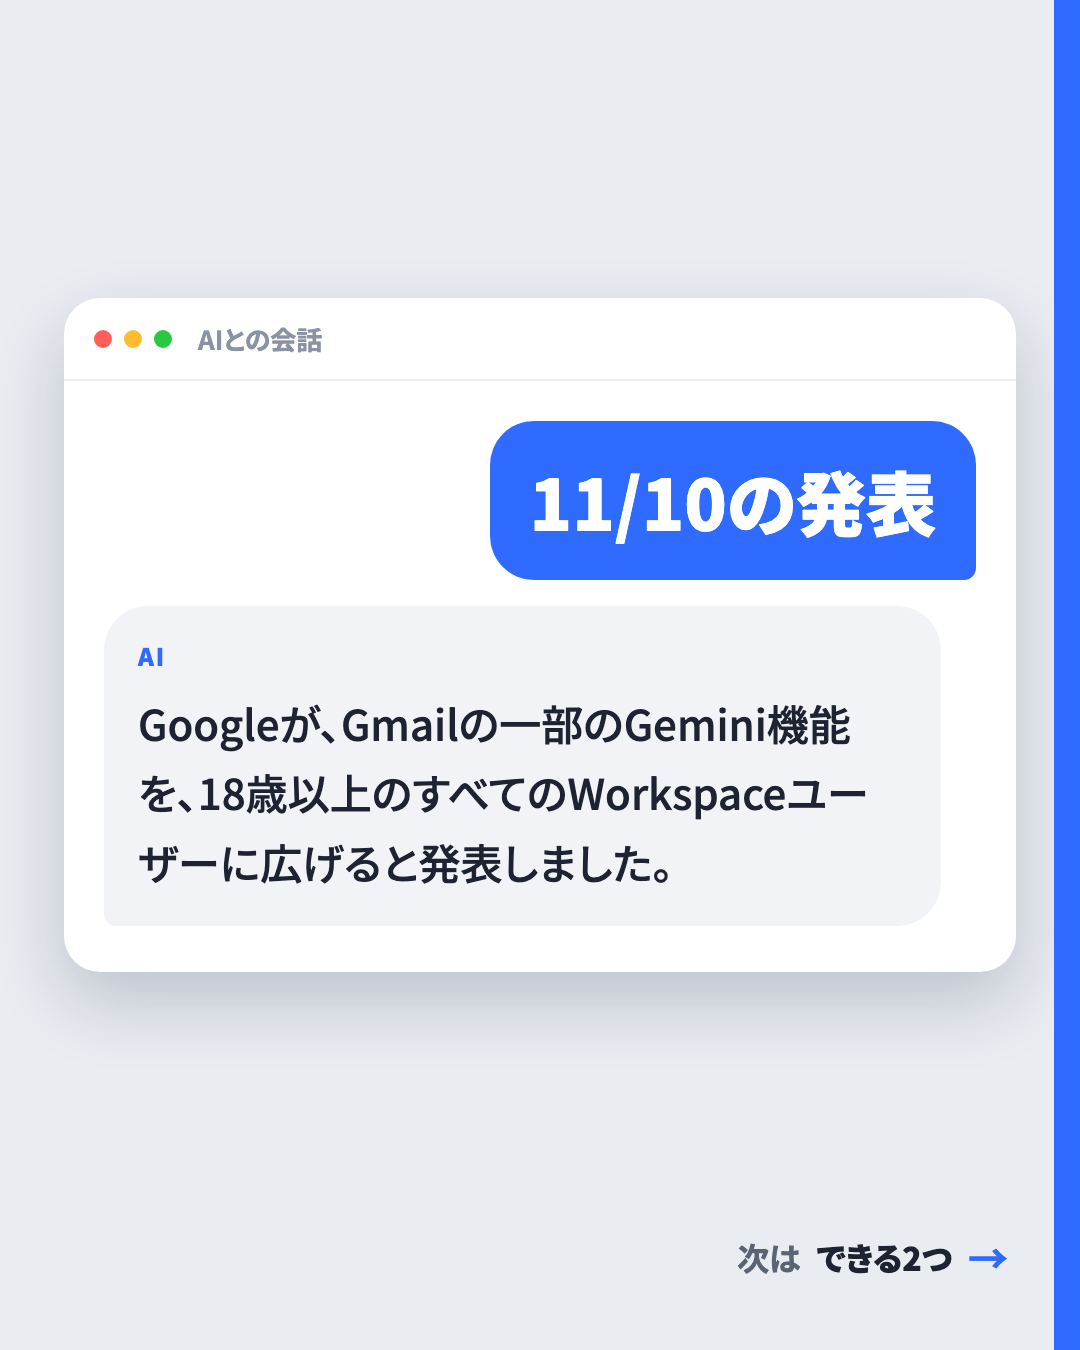 AIとの会話
11/10の発表
AI
Googleが、Gmailの一部のGemini機能
を、18歳以上のすべてのWorkspaceユー
ザーに広げると発表しました。
次は できる2つ →